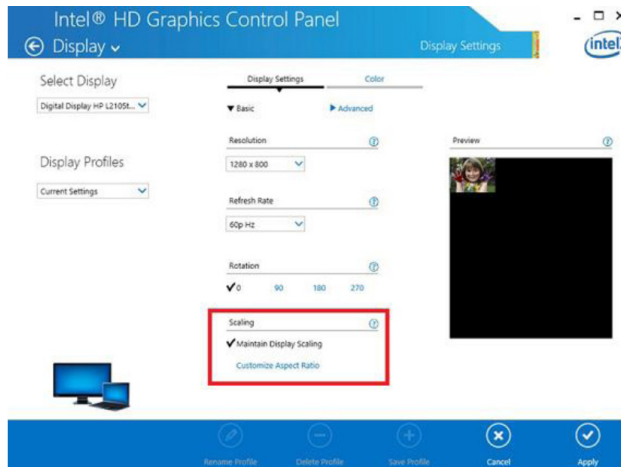 Intel® HD Graphics Control Panel
Display
Display Settings
intel
Select Display
Digital Display HP L2105t...
Display Profiles
Current Settings
Display Settings
Color
Basic
Advanced
Resolution
1280 x 800
Refresh Rate
60p Hz
Rotation
0 90 180 270
Scaling
Maintain Display Scaling
Customize Aspect Ratio
Preview
Rename Profile
Delete Profile
Save Profile
Cancel
Apply